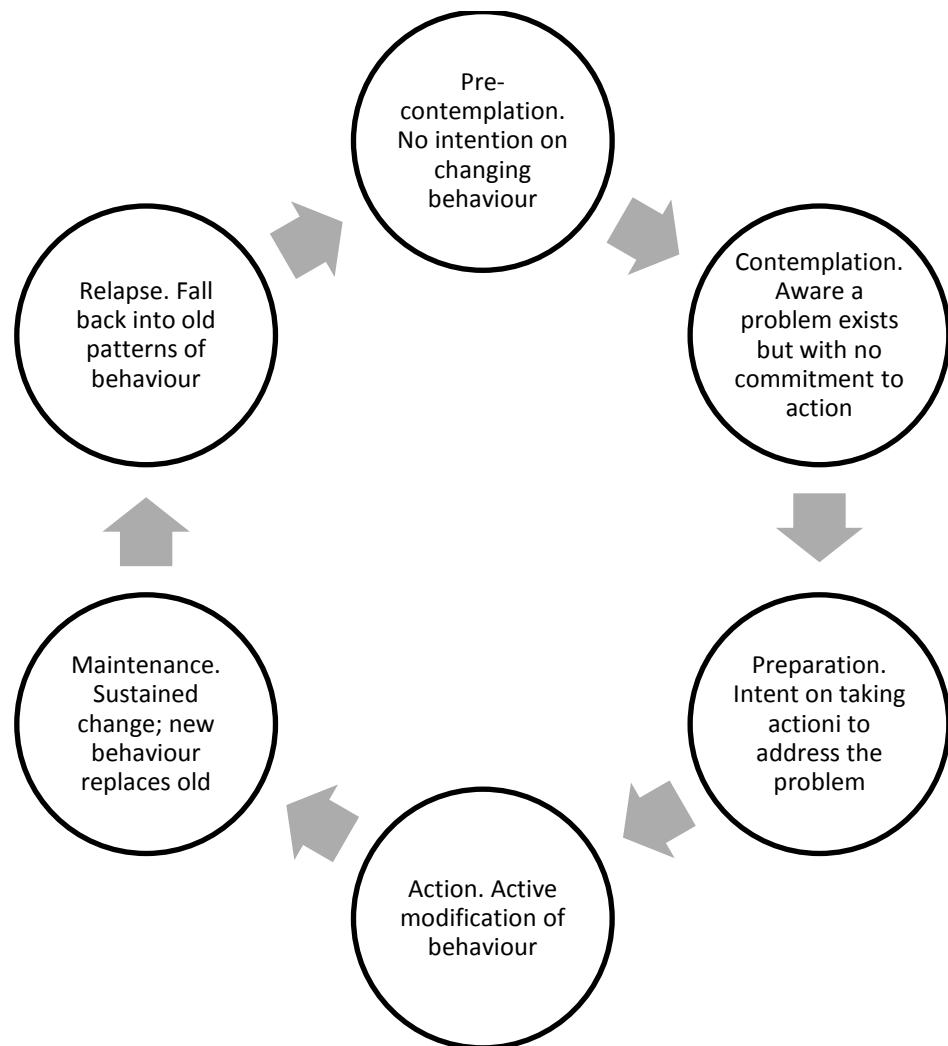 Pre-
contemplation.
No intention on
changing
behaviour
Contemplation.
Aware a
problem exists
but with no
commitment to
action
Preparation.
Intent on taking
actioni to
address the
problem
Action. Active
modification of
behaviour
Maintenance.
Sustained
change; new
behaviour
replaces old
Relapse. Fall
back into old
patterns of
behaviour